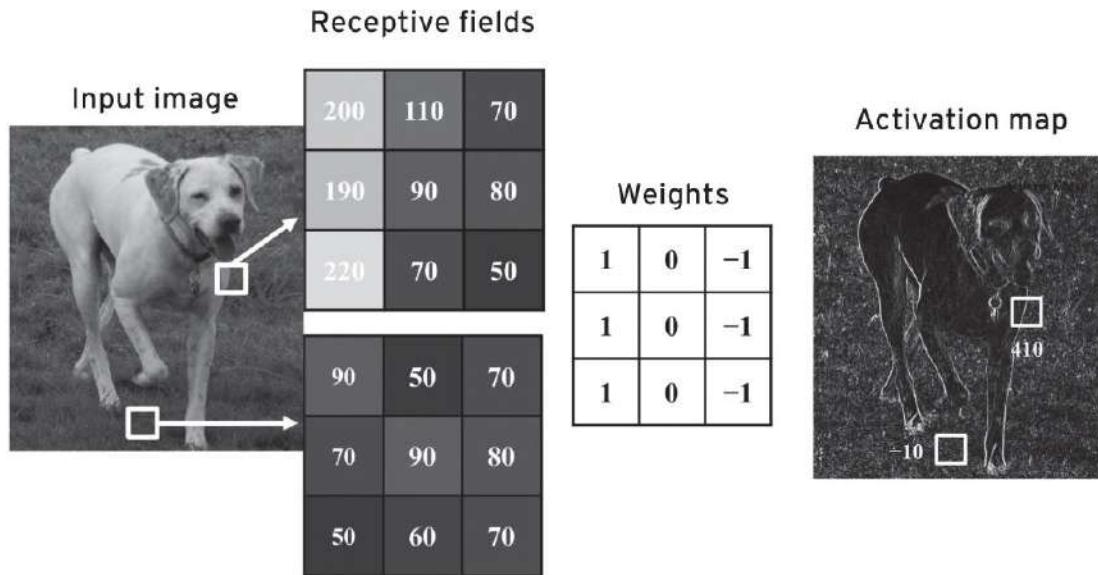 Receptive fields
Input image
200 110 70
190 90 80
220 70 50
90 50 70
70 90 80
50 60 70
Weights
1 0 −1
1 0 −1
1 0 −1
Activation map
410
−10